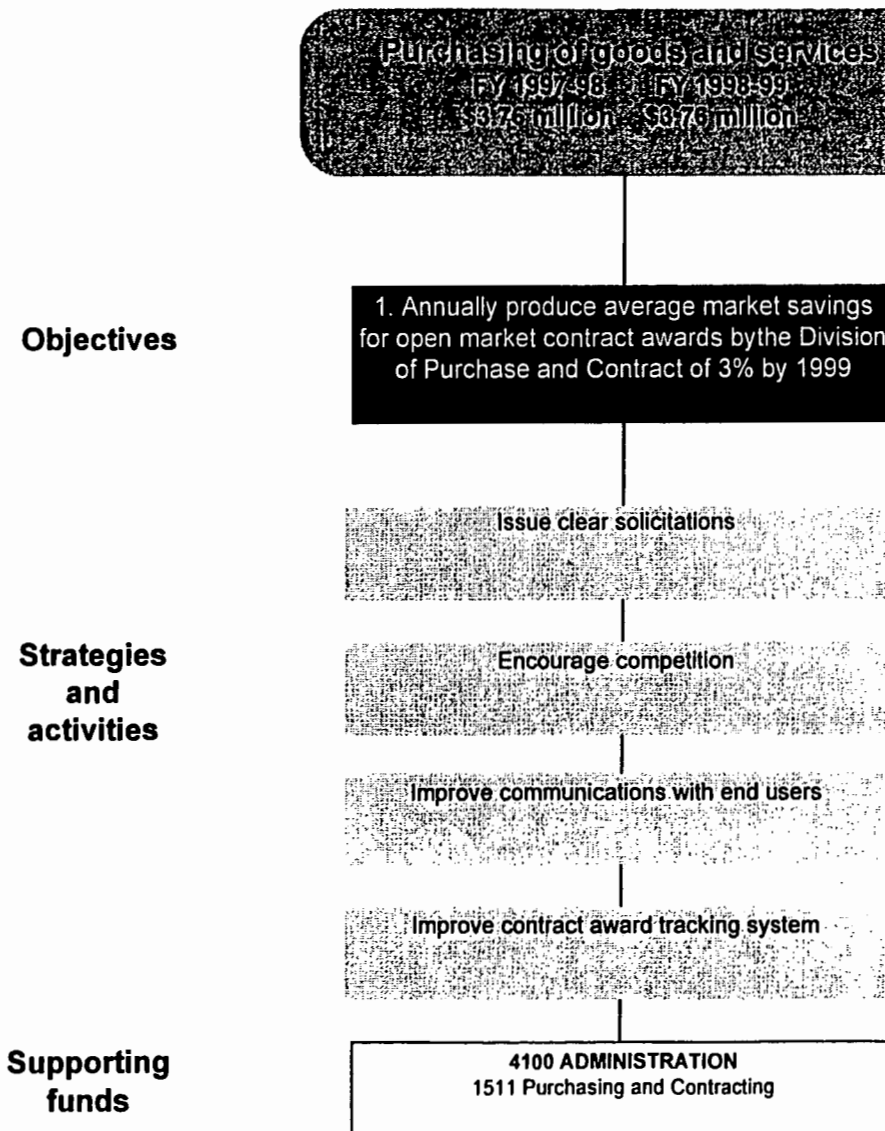 Purchasing of goods and services
FY 1997-98 FY 1998-99
$3.76 million $3.76 million
Objectives
1. Annually produce average market savings
for open market contract awards bythe Division
of Purchase and Contract of 3% by 1999
Issue clear solicitations
Strategies
and
activities
Encourage competition
Improve communications with end users
Improve contract award tracking system
Supporting
funds
4100 ADMINISTRATION
1511 Purchasing and Contracting